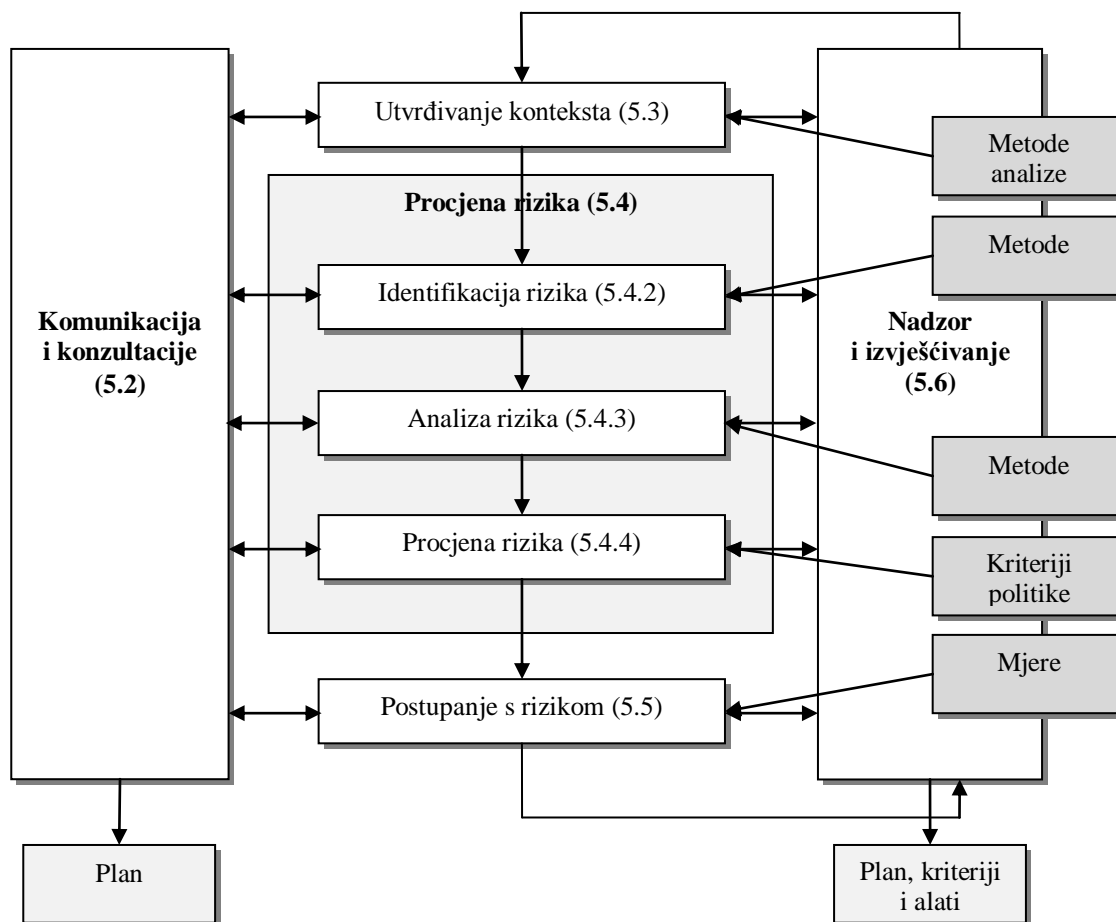 Utvrđivanje konteksta (5.3)
Metode
analize
Procjena rizika (5.4)
Metode
Identifikacija rizika (5.4.2)
Komunikacija
i konzultacije
(5.2)
Nadzor
i izvješćivanje
(5.6)
Analiza rizika (5.4.3)
Metode
Procjena rizika (5.4.4)
Kriteriji
politike
Mjere
Postupanje s rizikom (5.5)
Plan
Plan, kriteriji
i alati